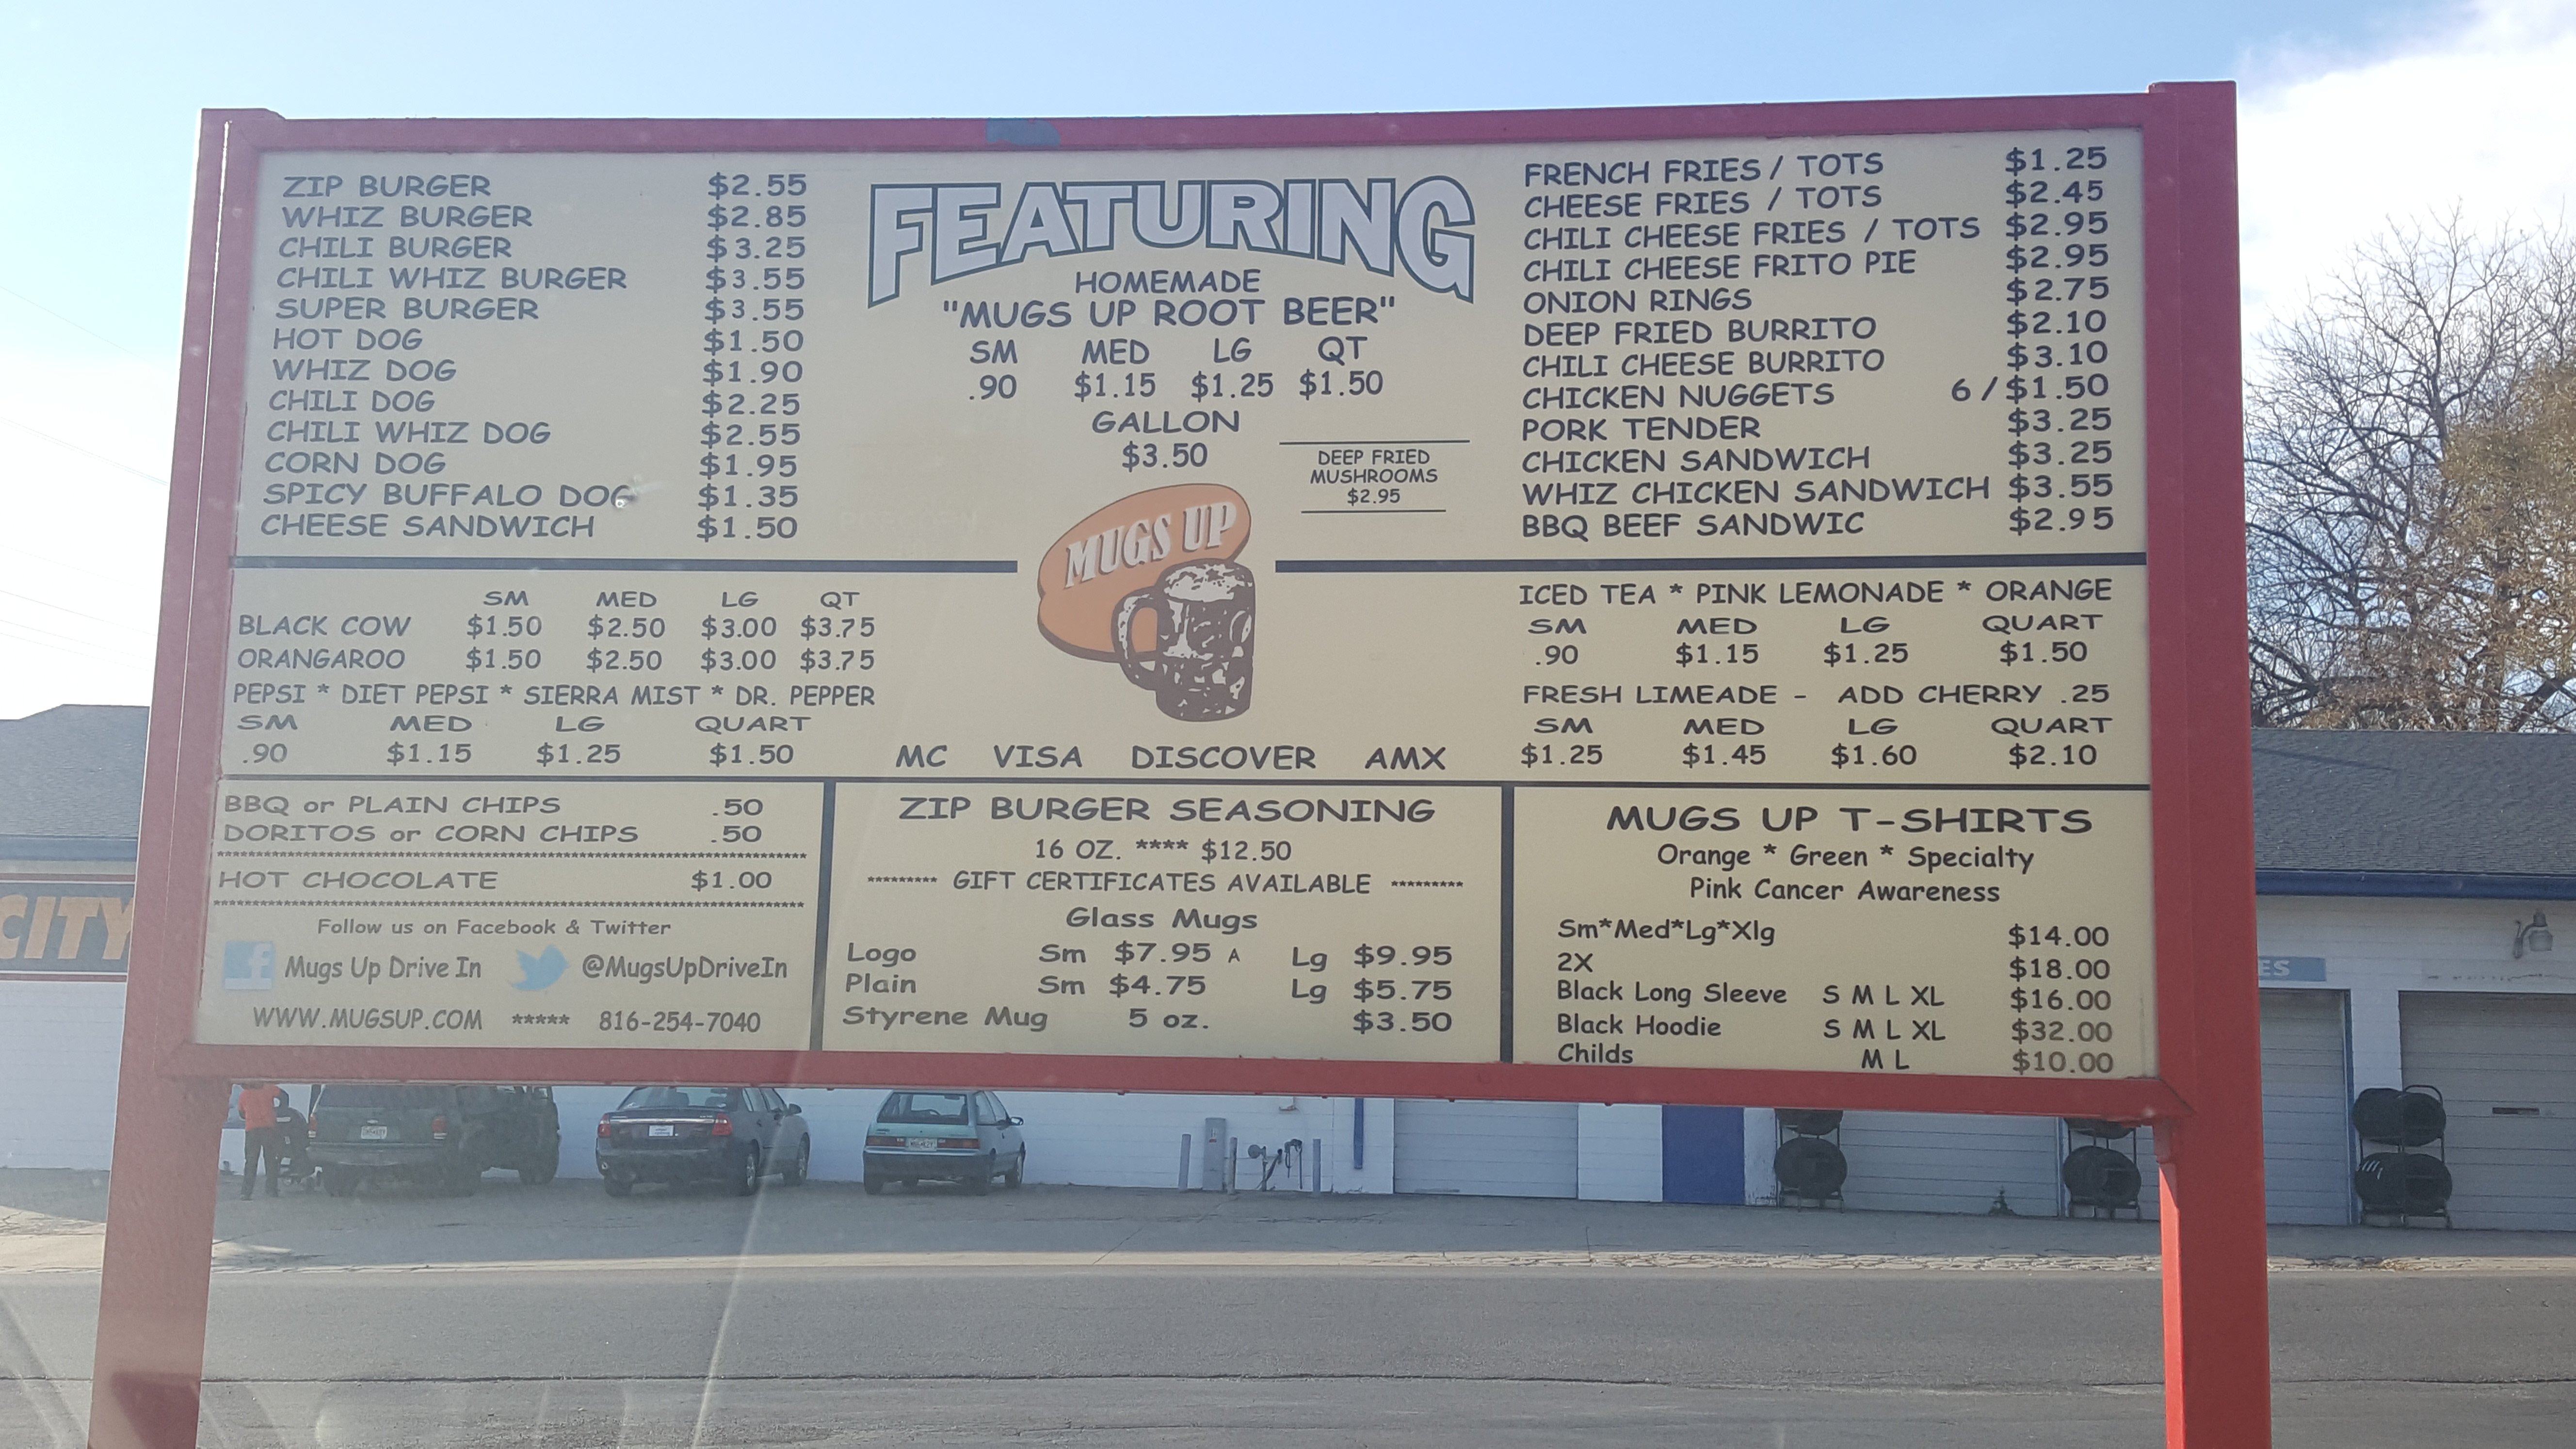 ZIP BURGER $2.55
WHIZ BURGER $2.85
CHILI BURGER $3.25
CHILI WHIZ BURGER $3.55
SUPER BURGER $3.55
HOT DOG $1.50
WHIZ DOG $1.90
CHILI DOG $2.25
CHILI WHIZ DOG $2.55
CORN DOG $1.95
SPICY BUFFALO DOG $1.35
CHEESE SANDWICH $1.50
FEATURING
HOMEMADE
"MUGS UP ROOT BEER"
SM MED LG QT
.90 $1.15 $1.25 $1.50
GALLON
$3.50
DEEP FRIED
MUSHROOMS
$2.95
MUGS UP
FRENCH FRIES / TOTS $1.25
CHEESE FRIES / TOTS $2.45
CHILI CHEESE FRIES / TOTS $2.95
CHILI CHEESE FRITO PIE $2.95
ONION RINGS $2.75
DEEP FRIED BURRITO $2.10
CHILI CHEESE BURRITO $3.10
CHICKEN NUGGETS 6 / $1.50
PORK TENDER $3.25
CHICKEN SANDWICH $3.25
WHIZ CHICKEN SANDWICH $3.55
BBQ BEEF SANDWIC $2.95
SM MED LG QT
BLACK COW $1.50 $2.50 $3.00 $3.75
ORANGAROO $1.50 $2.50 $3.00 $3.75
PEPSI * DIET PEPSI * SIERRA MIST * DR. PEPPER
SM MED LG QUART
.90 $1.15 $1.25 $1.50
MC VISA DISCOVER AMX
ICED TEA * PINK LEMONADE * ORANGE
SM MED LG QUART
.90 $1.15 $1.25 $1.50
FRESH LIMEADE - ADD CHERRY .25
SM MED LG QUART
$1.25 $1.45 $1.60 $2.10
BBQ or PLAIN CHIPS .50
DORITOS or CORN CHIPS .50
HOT CHOCOLATE $1.00
Follow us on Facebook & Twitter
f Mugs Up Drive In @MugsUpDriveIn
WWW.MUGSUP.COM ***** 816-254-7040
ZIP BURGER SEASONING
16 OZ. **** $12.50
********* GIFT CERTIFICATES AVAILABLE *********
Glass Mugs
Logo Sm $7.95 A Lg $9.95
Plain Sm $4.75 Lg $5.75
Styrene Mug 5 oz. $3.50
MUGS UP T-SHIRTS
Orange * Green * Specialty
Pink Cancer Awareness
Sm*Med*Lg*Xlg $14.00
2X $18.00
Black Long Sleeve S M L XL $16.00
Black Hoodie S M L XL $32.00
Childs M L $10.00
CITY
ES